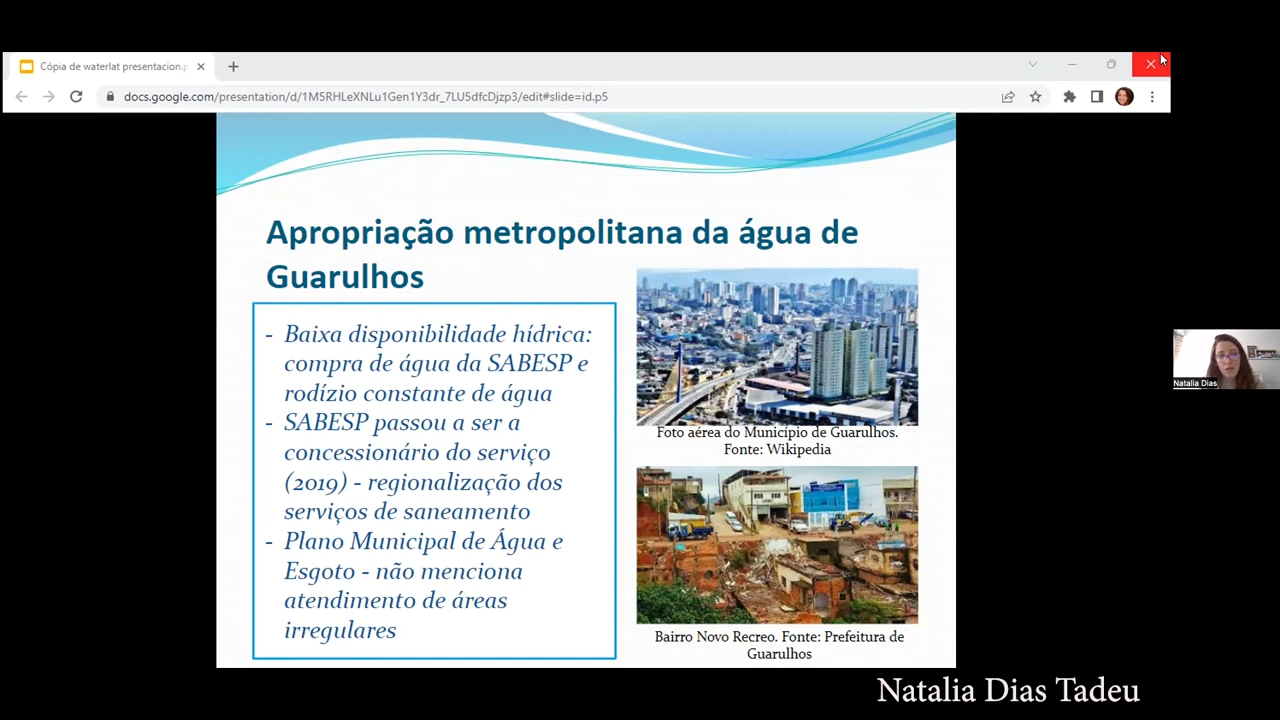 Cópia de waterlat presentacion.p
docs.google.com/presentation/d/1M5RHLeXNLu1Gen1Y3dr_7LU5dfcDjzp3/edit#slide=id.p5
Apropriação metropolitana da água de
Guarulhos
- Baixa disponibilidade hídrica:
compra de água da SABESP e
rodízio constante de água
- SABESP passou a ser a
concessionário do serviço
(2019) - regionalização dos
serviços de saneamento
- Plano Municipal de Água e
Esgoto - não menciona
atendimento de áreas
irregulares
Foto aérea do Município de Guarulhos.
Fonte: Wikipedia
Bairro Novo Recreo. Fonte: Prefeitura de
Guarulhos
Natalia Dias
Natalia Dias Tadeu